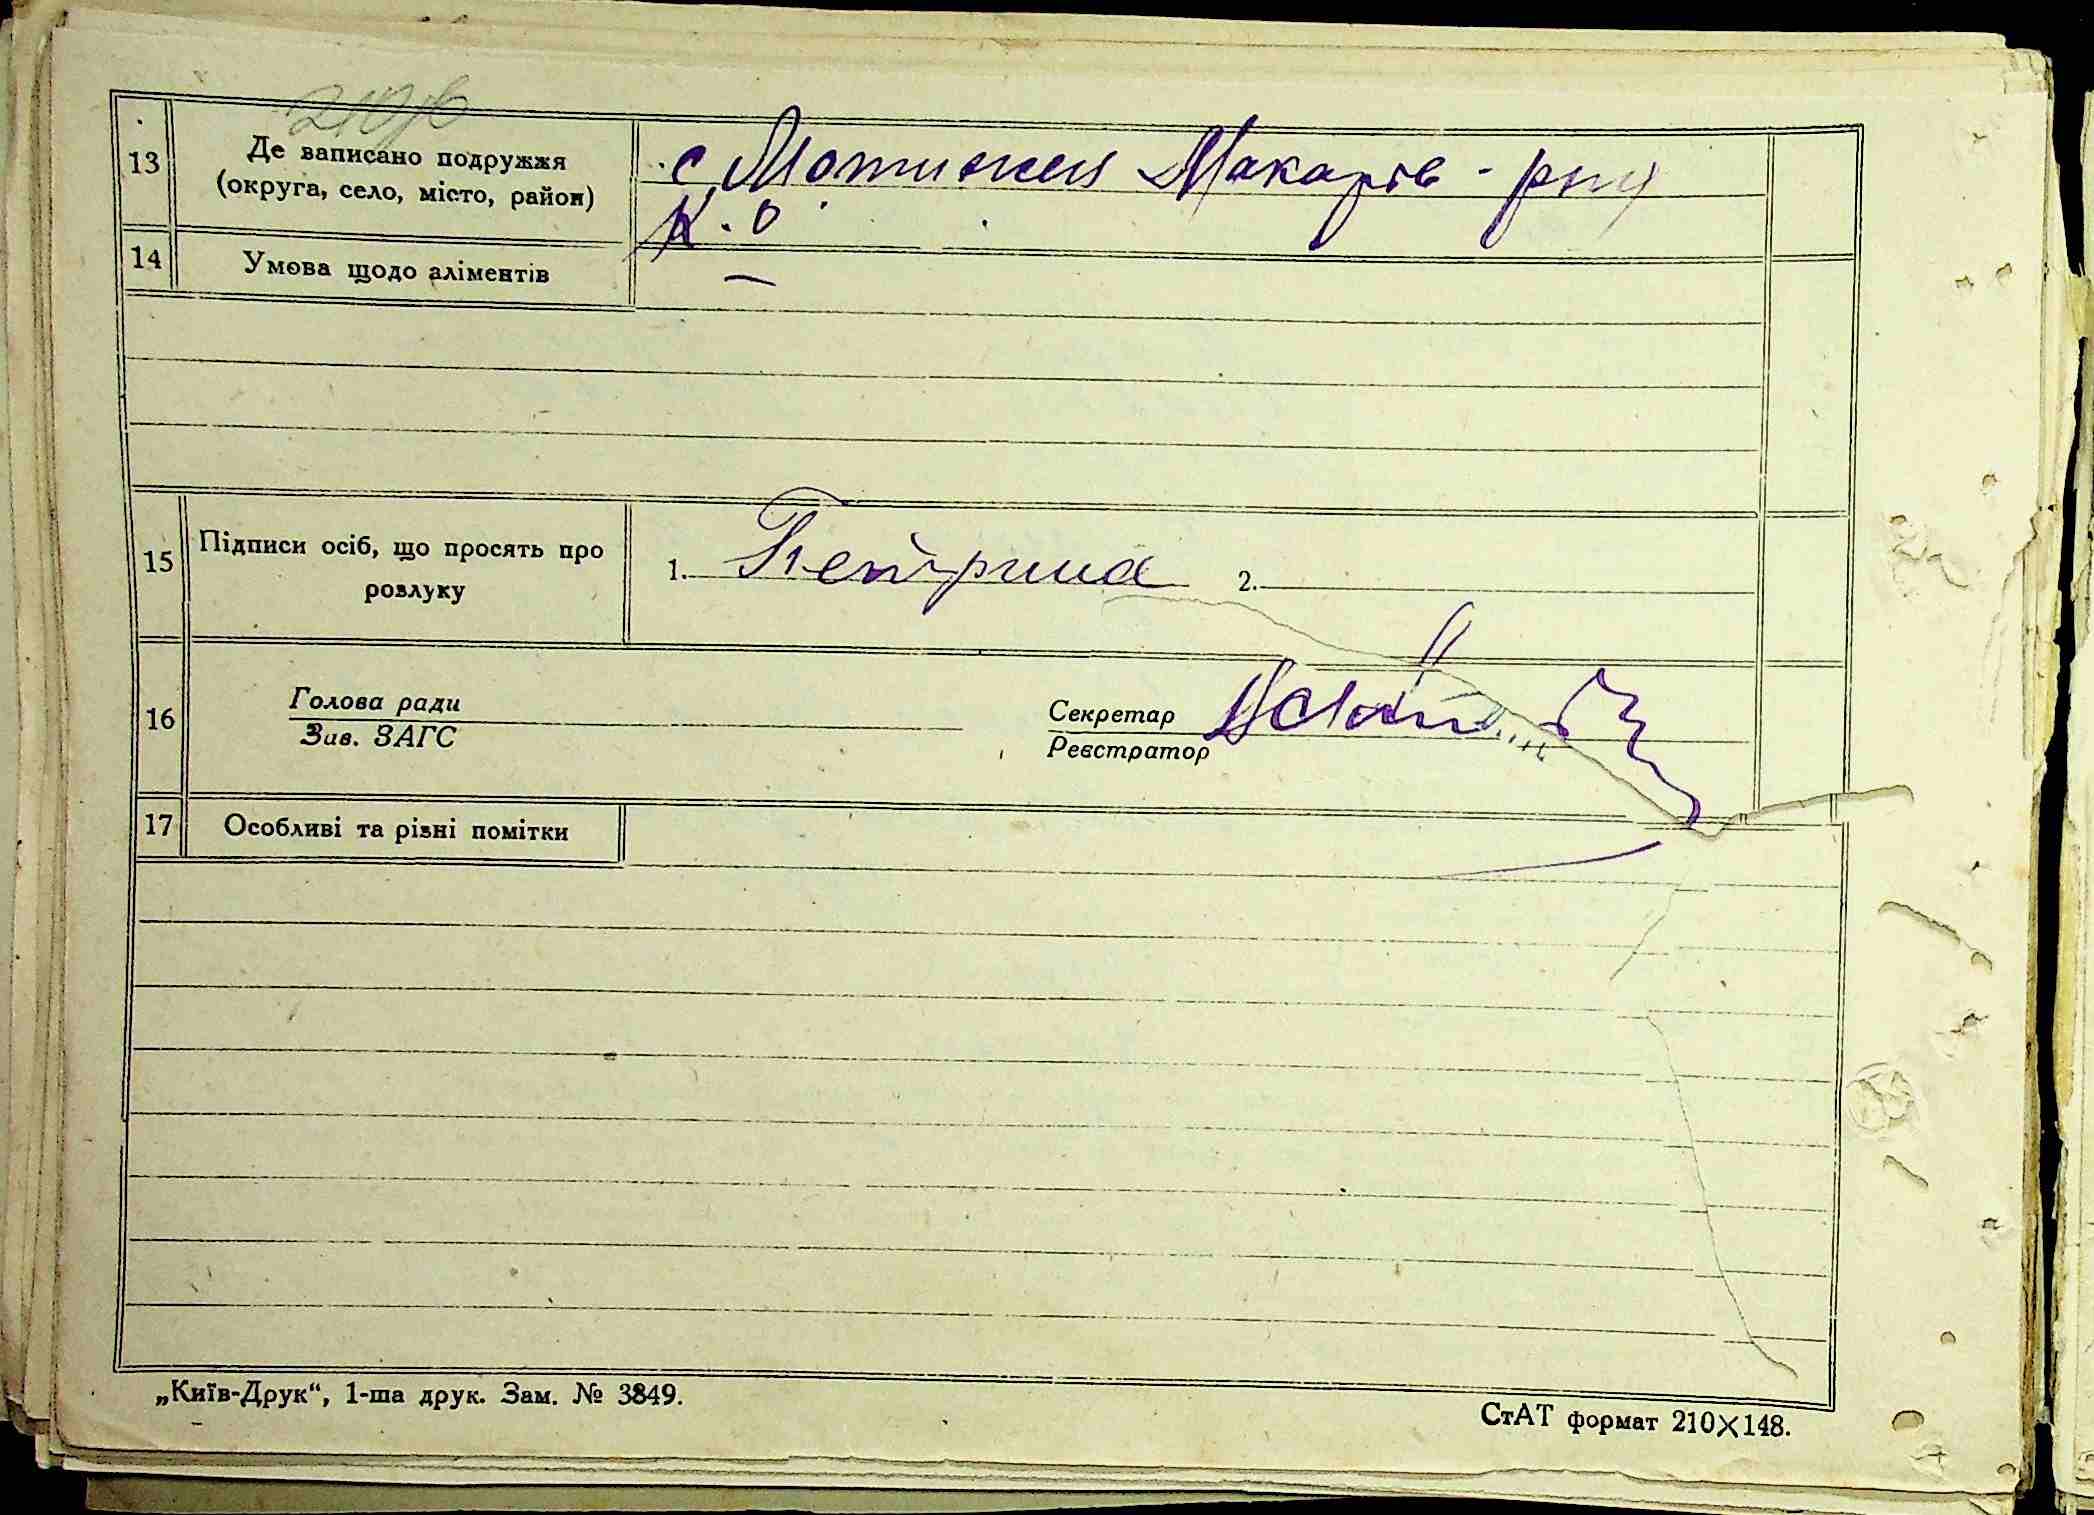 13
Де записано подружжя
(округа, село, місто, район)
с Мотижин Макарів - рну
К. О
14
Умова щодо аліментів
—
15
Підписи осіб, що просять про
розлуку
1. Петрина 2.
16
Голова ради
Зав. ЗАГС
Секретар
Реєстратор
17
Особливі та різні помітки
„Київ-Друк“, 1-ша друк. Зам. № 3849.
СтАТ формат 210×148.